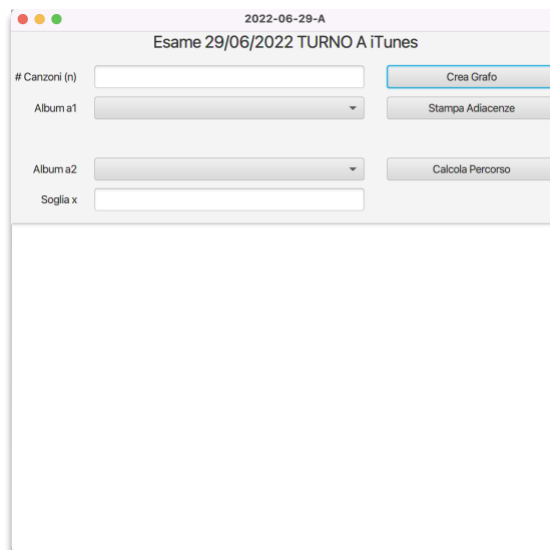 2022-06-29-A
Esame 29/06/2022 TURNO A iTunes
# Canzoni (n) Crea Grafo
Album a1 Stampa Adiacenze
Album a2 Calcola Percorso
Soglia x